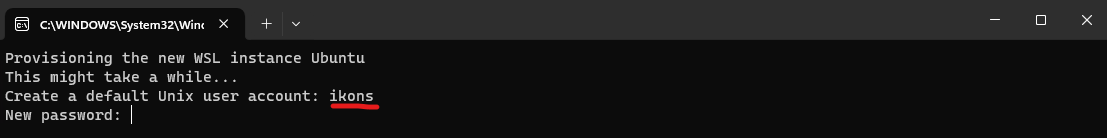 C:\WINDOWS\System32\Wind
Provisioning the new WSL instance Ubuntu
This might take a while...
Create a default Unix user account: ikons
New password: